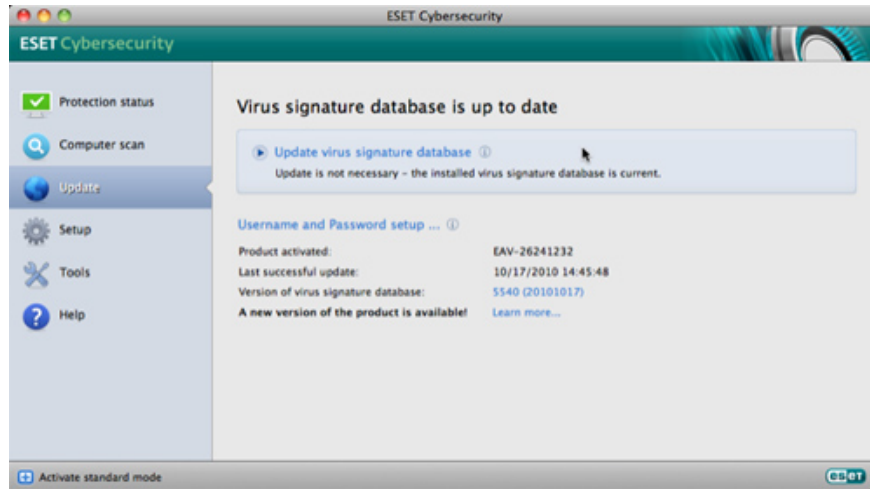 ESET Cybersecurity
ESET Cybersecurity
Protection status
Computer scan
Update
Setup
Tools
Help
Virus signature database is up to date
Update virus signature database
Update is not necessary – the installed virus signature database is current.
Username and Password setup ...
Product activated: EAV-26241232
Last successful update: 10/17/2010 14:45:48
Version of virus signature database: 5540 (20101017)
A new version of the product is available! Learn more...
Activate standard mode
eseT